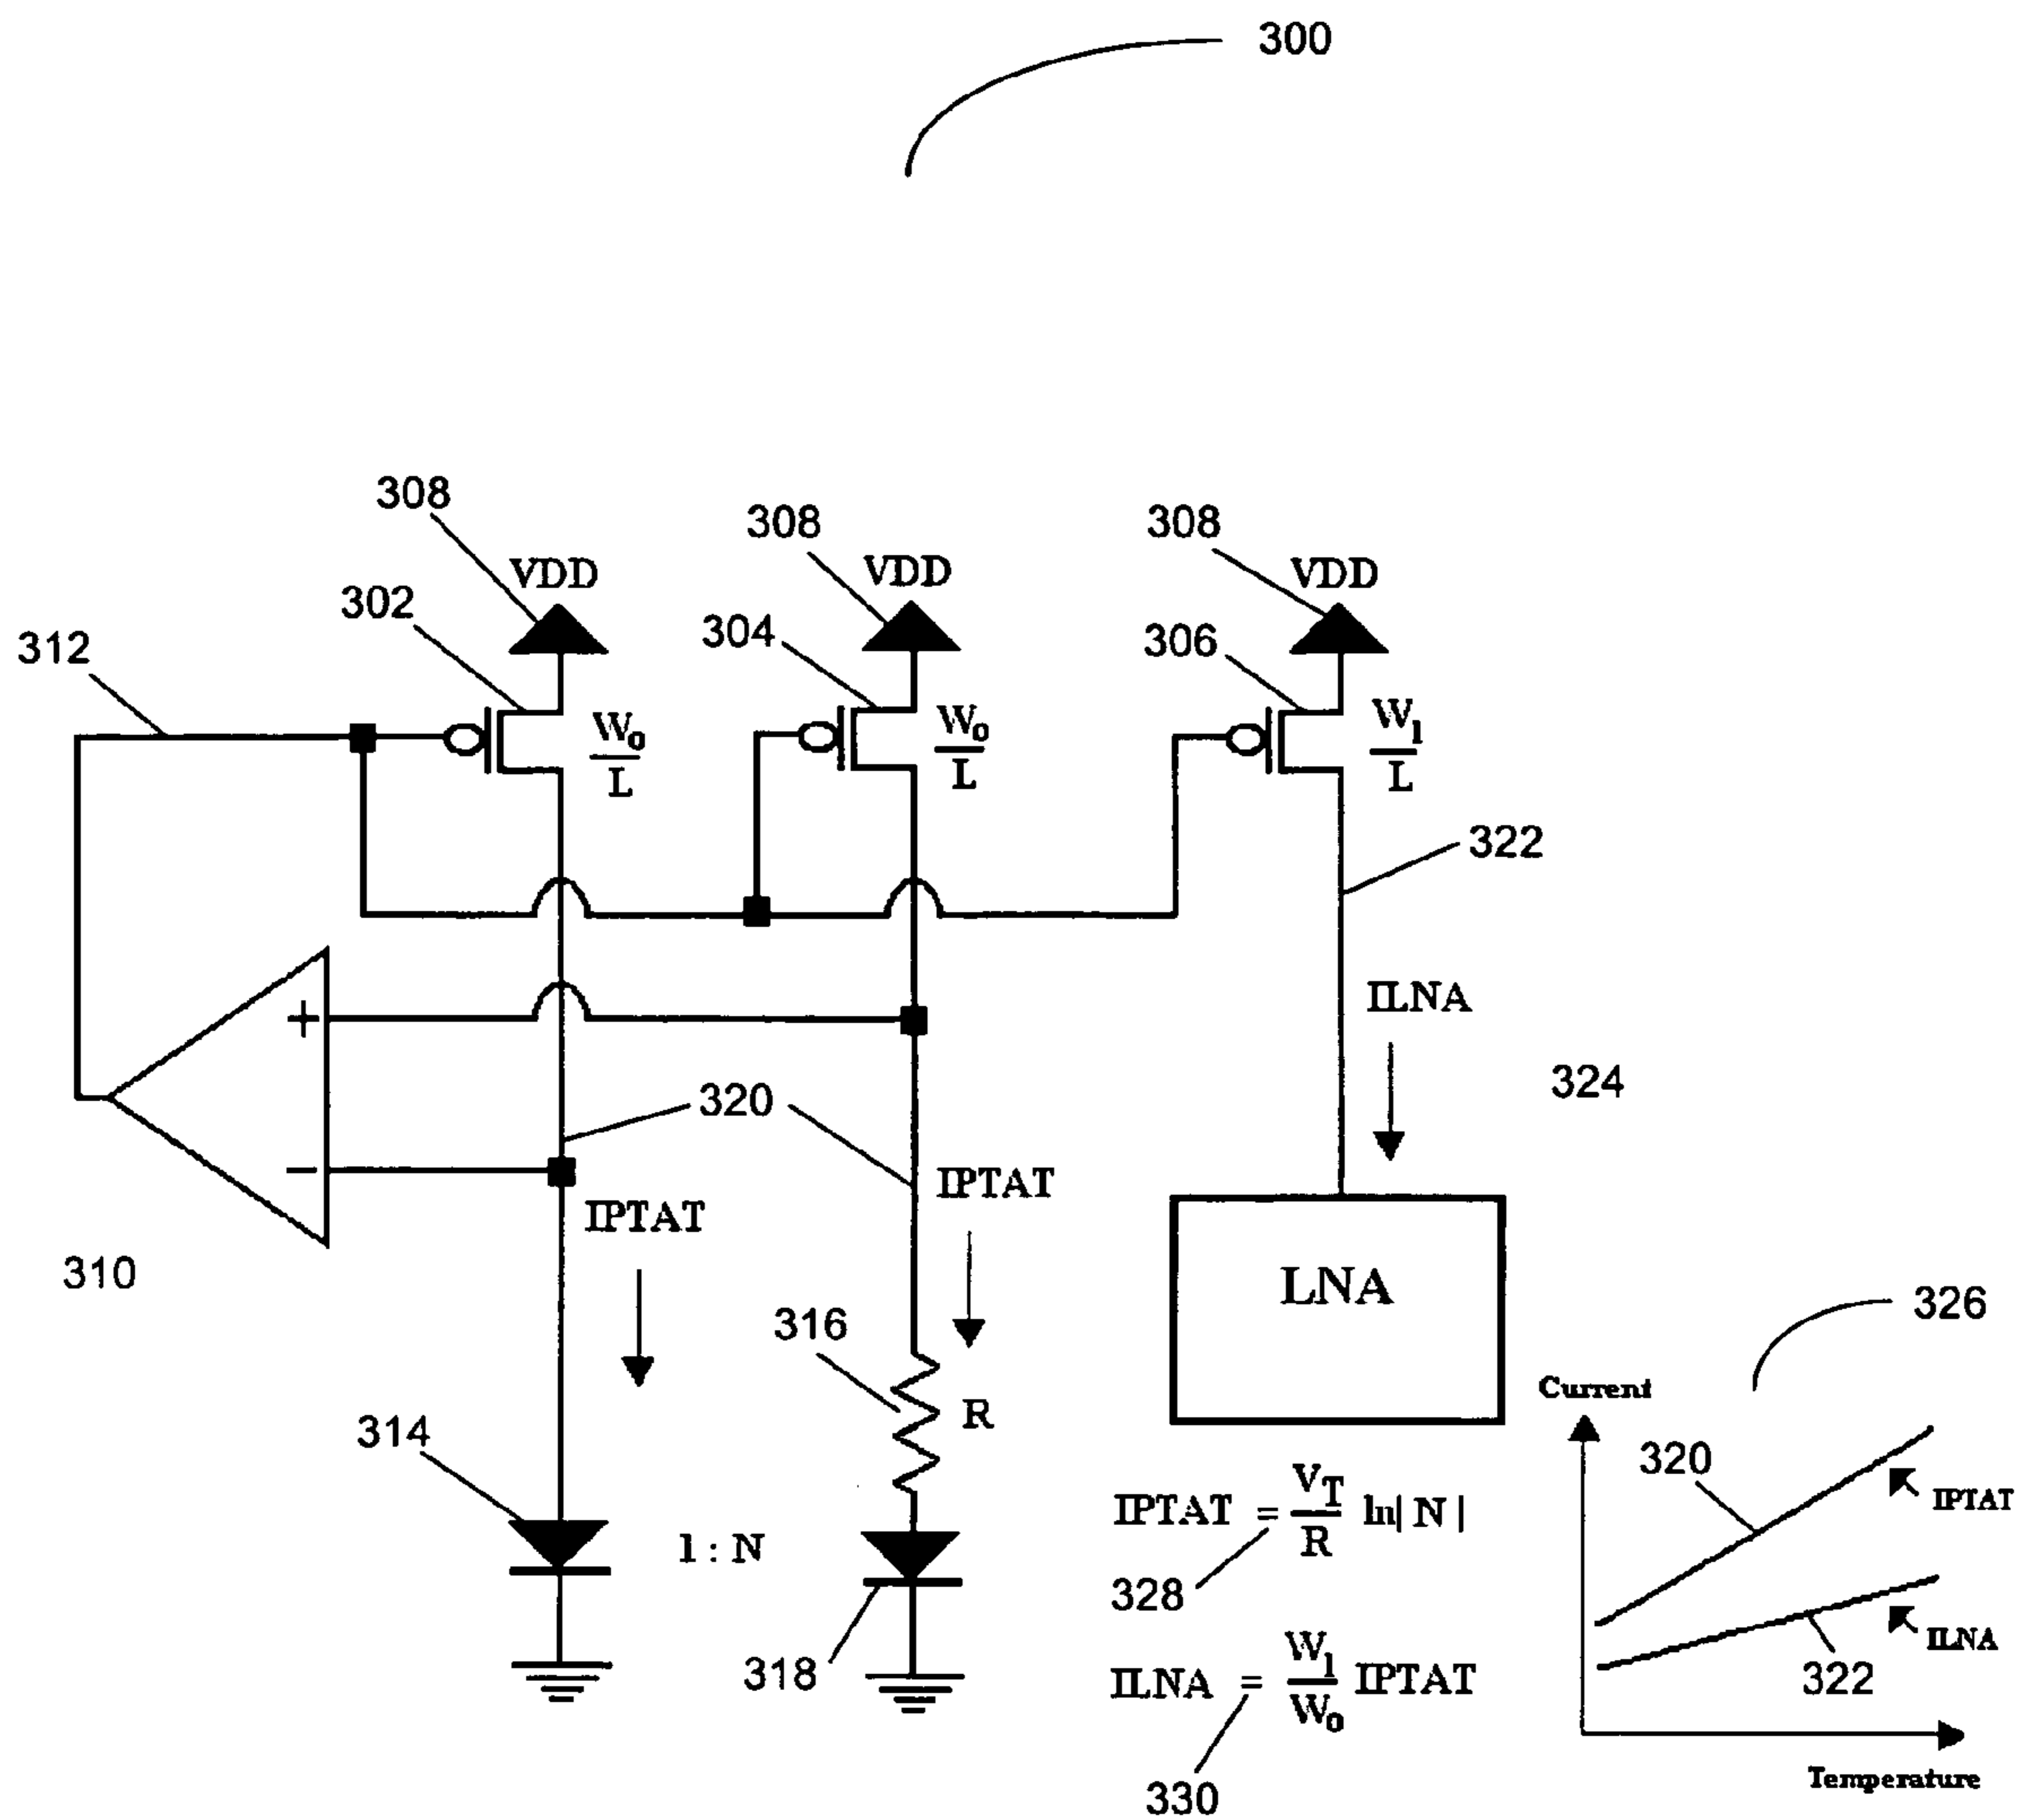 300
308
308
308
VDD
VDD
VDD
302
304
306
312
W0/L
W0/L
W1/L
322
+
ILNA
324
320
−
IPTAT
IPTAT
310
LNA
316
R
326
Current
314
320
IPTAT = VT/R ln|N|
IPTAT
1 : N
328
ILNA
318
ILNA = W1/W0 IPTAT
322
330
Temperature